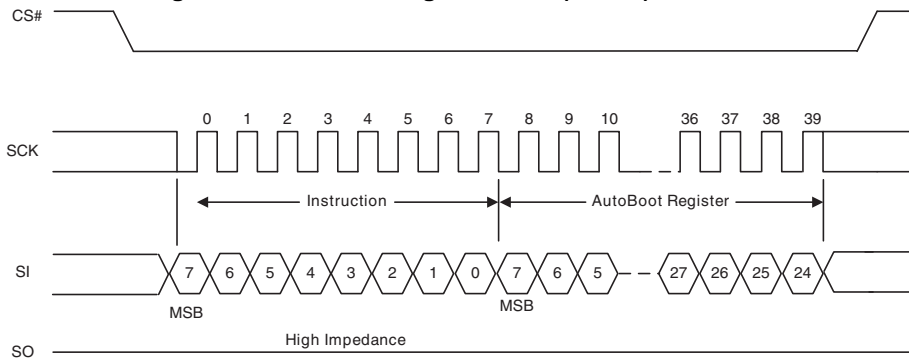 CS#
0 1 2 3 4 5 6 7 8 9 10 36 37 38 39
SCK
Instruction AutoBoot Register
SI 7 6 5 4 3 2 1 0 7 6 5 27 26 25 24
MSB MSB
High Impedance
SO